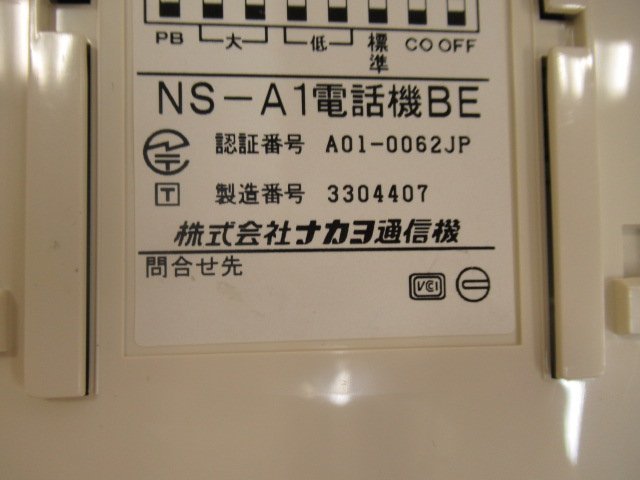 PB 大 低 標準 CO OFF
NS-A1電話機BE
認証番号 A01-0062JP
T 製造番号 3304407
株式会社ナカヨ通信機
問合せ先
VCI